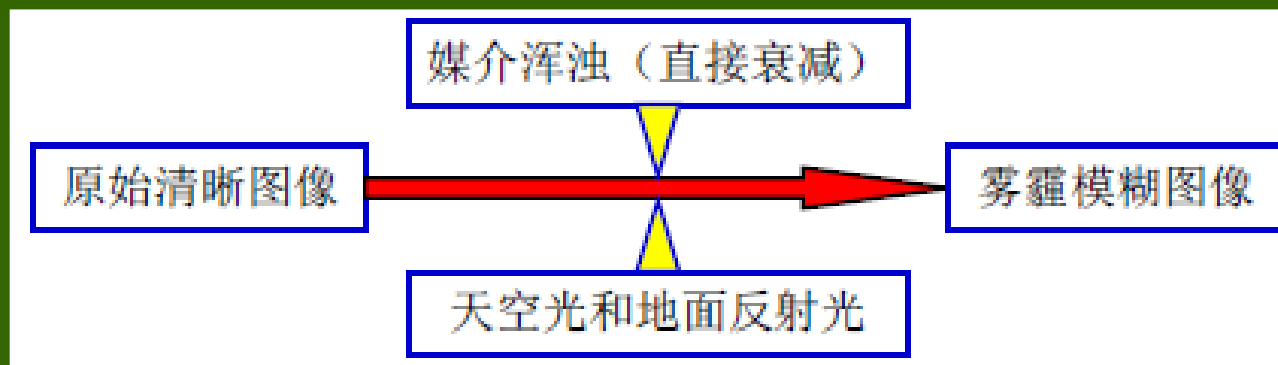 媒介浑浊（直接衰减）
原始清晰图像
雾霾模糊图像
天空光和地面反射光